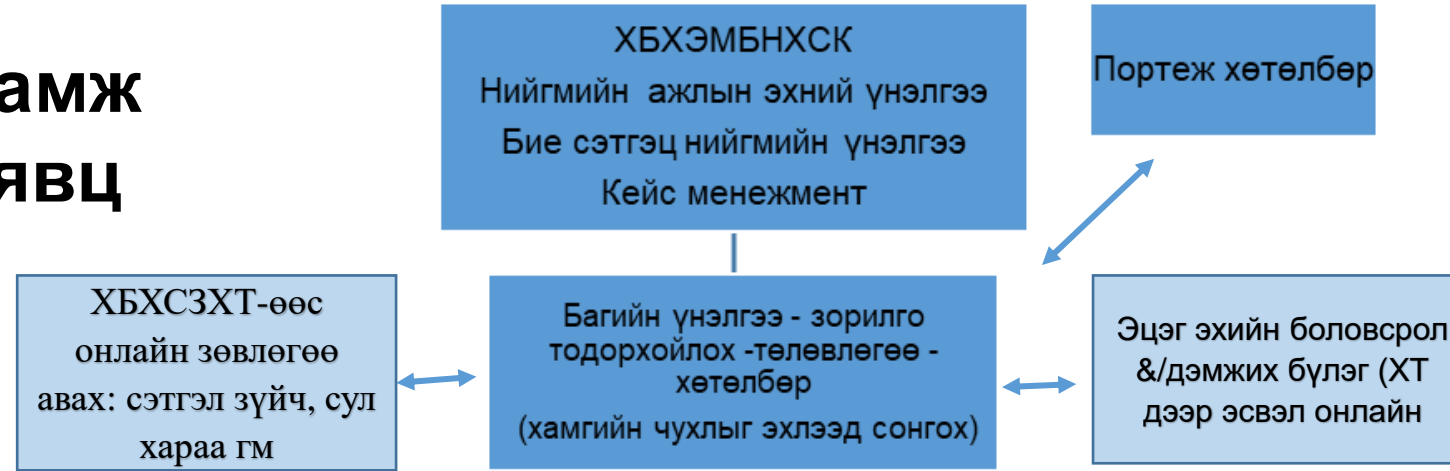 амж
явц
ХБХЭМБНХСК
Нийгмийн ажлын эхний үнэлгээ
Бие сэтгэц нийгмийн үнэлгээ
Кейс менежмент
Портеж хөтөлбөр
ХБХСЗХТ-өөс
онлайн зөвлөгөө
авах: сэтгэл зүйч, сул
хараа гм
Багийн үнэлгээ - зорилго
тодорхойлох -төлөвлөгөө -
хөтөлбөр
(хамгийн чухлыг эхлээд сонгох)
Эцэг эхийн боловсрол
&/дэмжих бүлэг (ХТ
дээр эсвэл онлайн